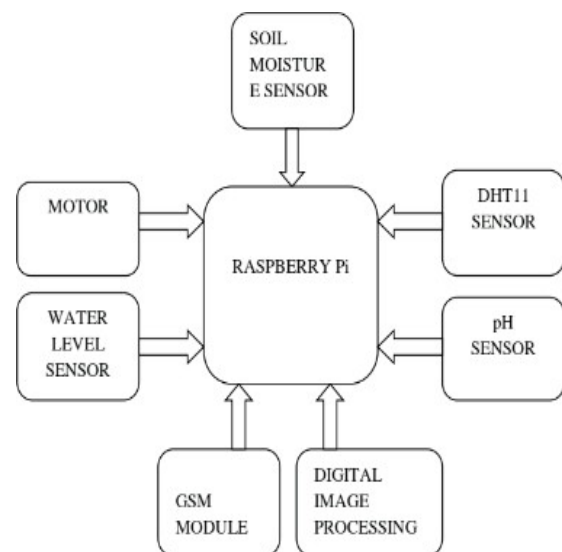 SOIL
MOISTUR
E SENSOR
MOTOR
DHT11
SENSOR
RASPBERRY Pi
WATER
LEVEL
SENSOR
pH
SENSOR
GSM
MODULE
DIGITAL
IMAGE
PROCESSING